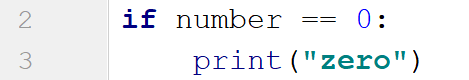 2 if number == 0:
3     print("zero")